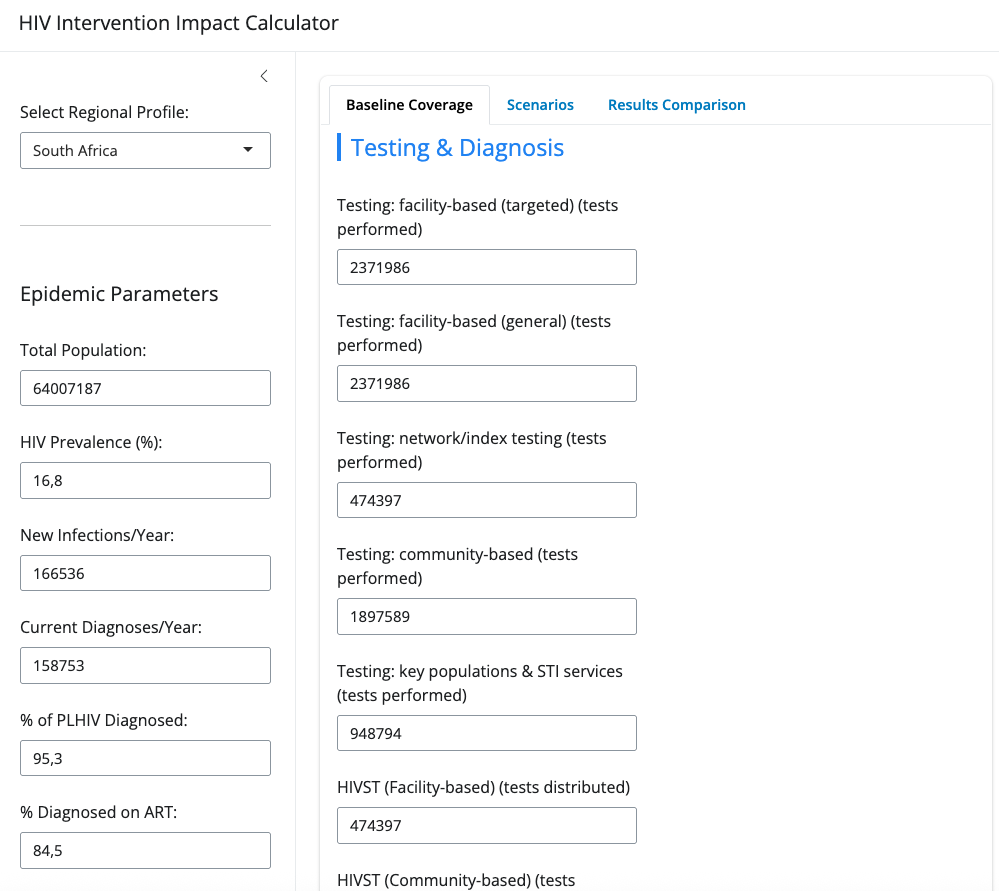 HIV Intervention Impact Calculator
Select Regional Profile:
South Africa
Epidemic Parameters
Total Population:
64007187
HIV Prevalence (%):
16,8
New Infections/Year:
166536
Current Diagnoses/Year:
158753
% of PLHIV Diagnosed:
95,3
% Diagnosed on ART:
84,5
Baseline Coverage
Scenarios
Results Comparison
Testing & Diagnosis
Testing: facility-based (targeted) (tests
performed)
2371986
Testing: facility-based (general) (tests
performed)
2371986
Testing: network/index testing (tests
performed)
474397
Testing: community-based (tests
performed)
1897589
Testing: key populations & STI services
(tests performed)
948794
HIVST (Facility-based) (tests distributed)
474397
HIVST (Community-based) (tests